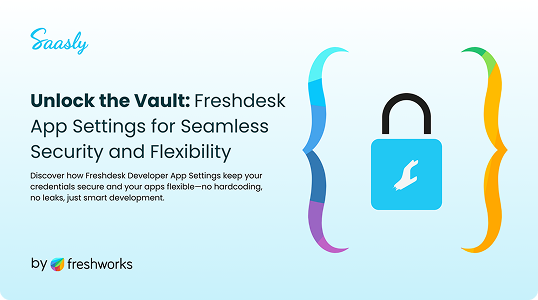 Saasly
Unlock the Vault: Freshdesk
App Settings for Seamless
Security and Flexibility
Discover how Freshdesk Developer App Settings keep your
credentials secure and your apps flexible—no hardcoding,
no leaks, just smart development.
by freshworks